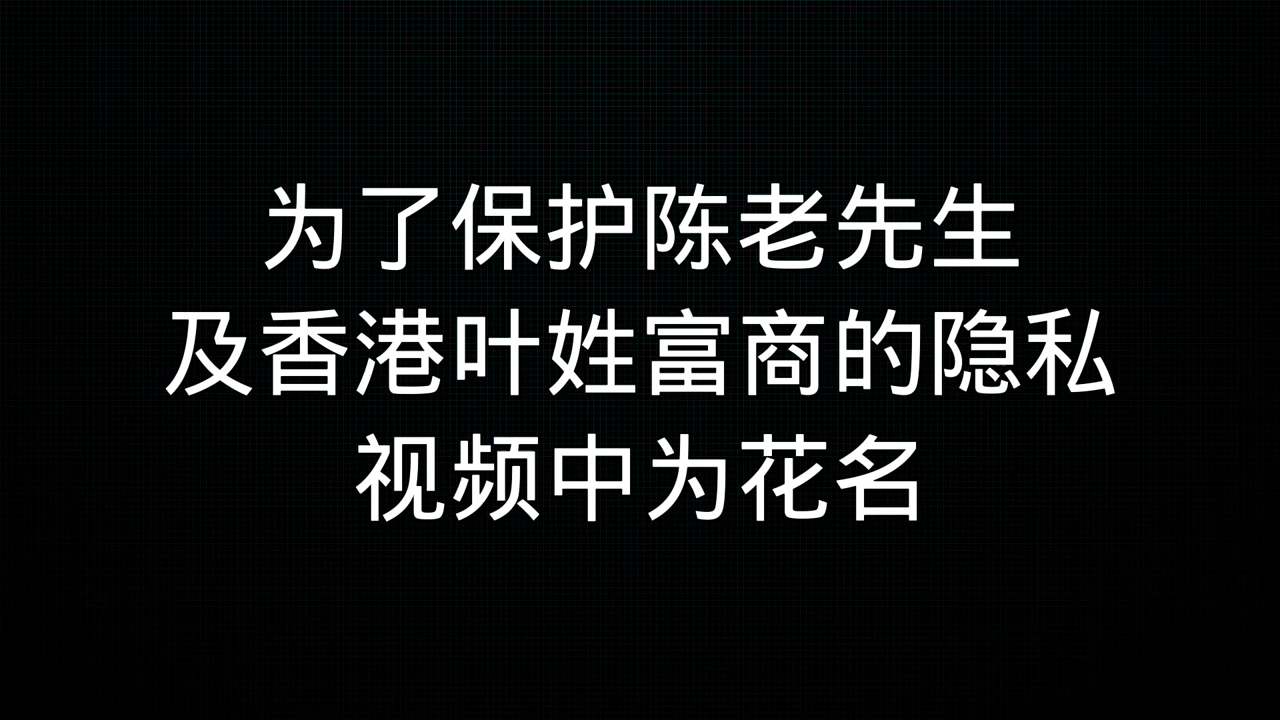 为了保护陈老先生
及香港叶姓富商的隐私
视频中为花名